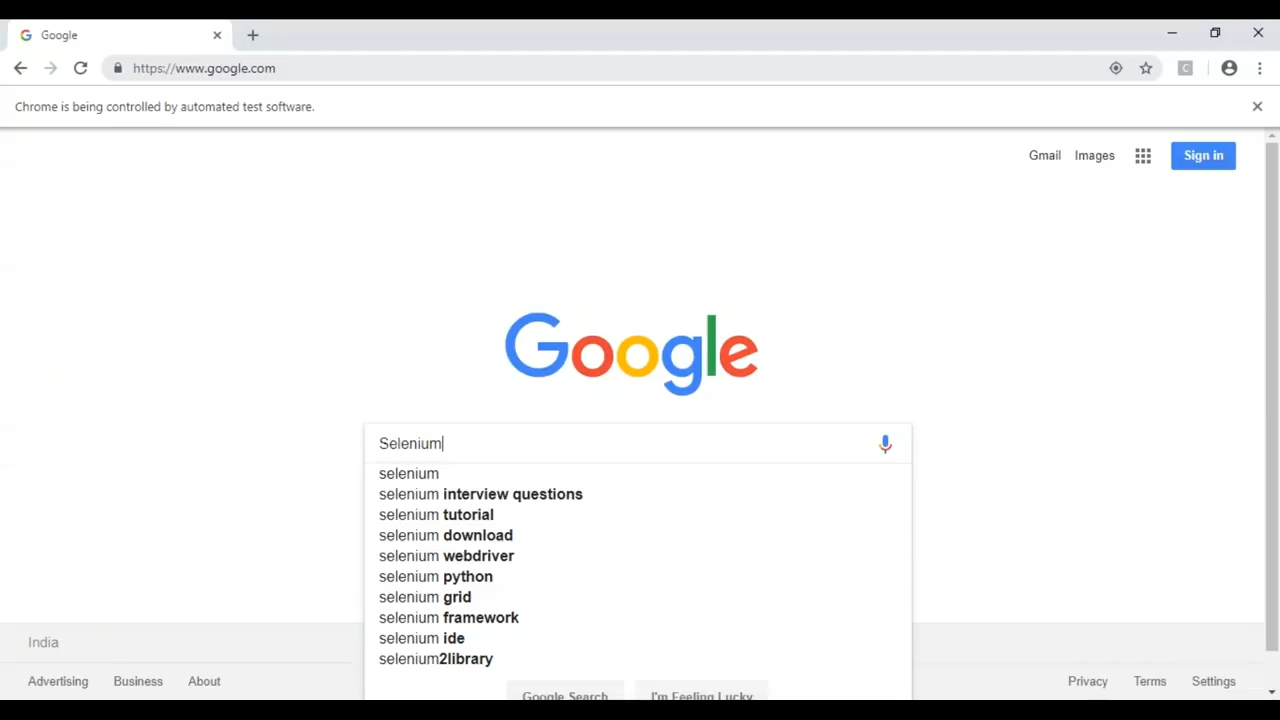 Google
https://www.google.com
C
Chrome is being controlled by automated test software.
Gmail Images Sign in
Google
Selenium
selenium
selenium interview questions
selenium tutorial
selenium download
selenium webdriver
selenium python
selenium grid
selenium framework
selenium ide
selenium2library
India
Google Search I'm Feeling Lucky
Advertising Business About Privacy Terms Settings